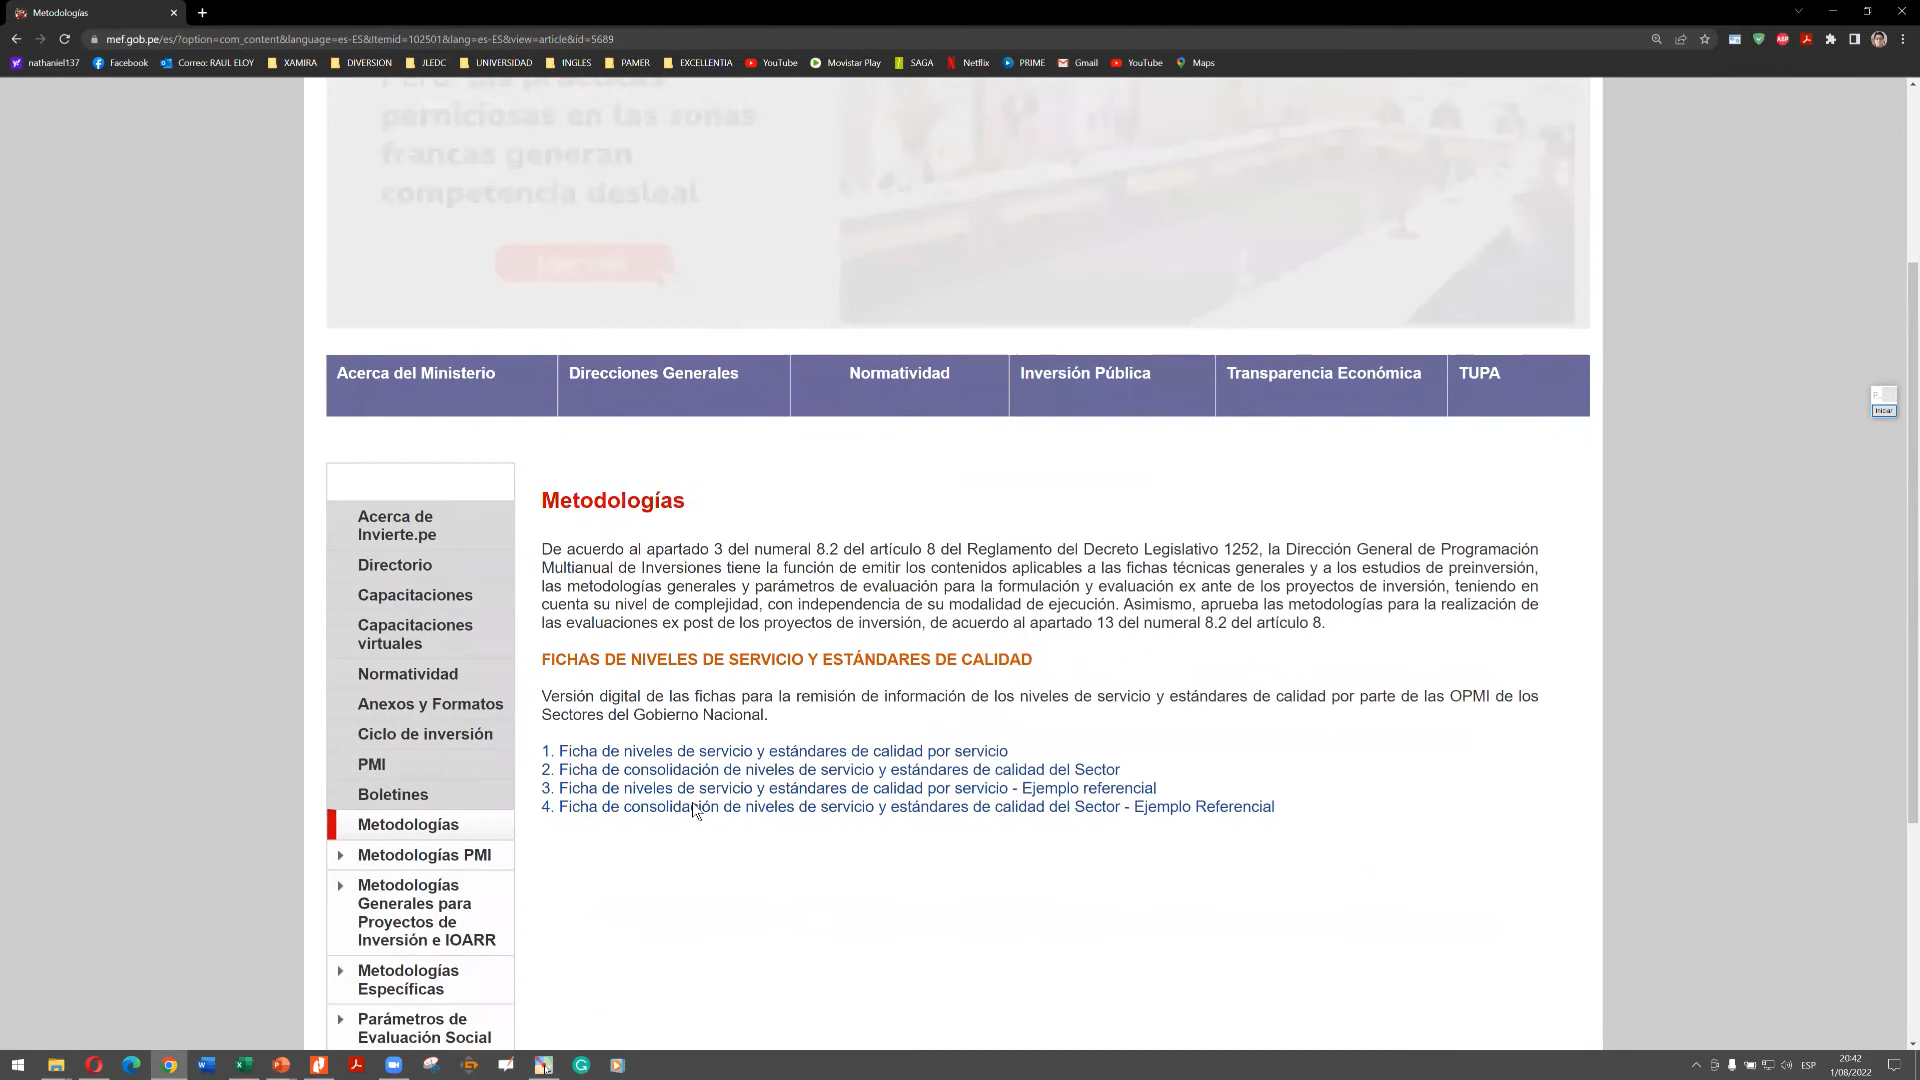 Metodologías
mef.gob.pe/es/?option=com_content&language=es-ES&Itemid=102501&lang=es-ES&view=article&id=5689
nathaniel137 Facebook Correo: RAUL ELOY XAMIRA DIVERSION JLEDC UNIVERSIDAD INGLES PAMER EXCELLENTIA YouTube Movistar Play SAGA Netflix PRIME Gmail YouTube Maps
perniciosas en las zonas
francas generan
competencia desleal
Acerca del Ministerio Direcciones Generales Normatividad Inversión Pública Transparencia Económica TUPA
Iniciar
Acerca de
Invierte.pe
Directorio
Capacitaciones
Capacitaciones
virtuales
Normatividad
Anexos y Formatos
Ciclo de inversión
PMI
Boletines
Metodologías
Metodologías PMI
Metodologías
Generales para
Proyectos de
Inversión e IOARR
Metodologías
Específicas
Parámetros de
Evaluación Social
Metodologías
De acuerdo al apartado 3 del numeral 8.2 del artículo 8 del Reglamento del Decreto Legislativo 1252, la Dirección General de Programación
Multianual de Inversiones tiene la función de emitir los contenidos aplicables a las fichas técnicas generales y a los estudios de preinversión,
las metodologías generales y parámetros de evaluación para la formulación y evaluación ex ante de los proyectos de inversión, teniendo en
cuenta su nivel de complejidad, con independencia de su modalidad de ejecución. Asimismo, aprueba las metodologías para la realización de
las evaluaciones ex post de los proyectos de inversión, de acuerdo al apartado 13 del numeral 8.2 del artículo 8.
FICHAS DE NIVELES DE SERVICIO Y ESTÁNDARES DE CALIDAD
Versión digital de las fichas para la remisión de información de los niveles de servicio y estándares de calidad por parte de las OPMI de los
Sectores del Gobierno Nacional.
1. Ficha de niveles de servicio y estándares de calidad por servicio
2. Ficha de consolidación de niveles de servicio y estándares de calidad del Sector
3. Ficha de niveles de servicio y estándares de calidad por servicio - Ejemplo referencial
4. Ficha de consolidación de niveles de servicio y estándares de calidad del Sector - Ejemplo Referencial
ESP
20:42
1/08/2022